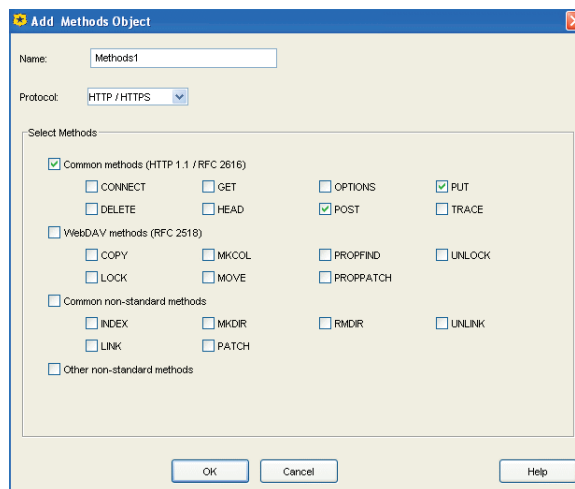 Add Methods Object
Name: Methods1
Protocol: HTTP / HTTPS
Select Methods
Common methods (HTTP 1.1 / RFC 2616)
CONNECT GET OPTIONS PUT
DELETE HEAD POST TRACE
WebDAV methods (RFC 2518)
COPY MKCOL PROPFIND UNLOCK
LOCK MOVE PROPPATCH
Common non-standard methods
INDEX MKDIR RMDIR UNLINK
LINK PATCH
Other non-standard methods
OK Cancel Help